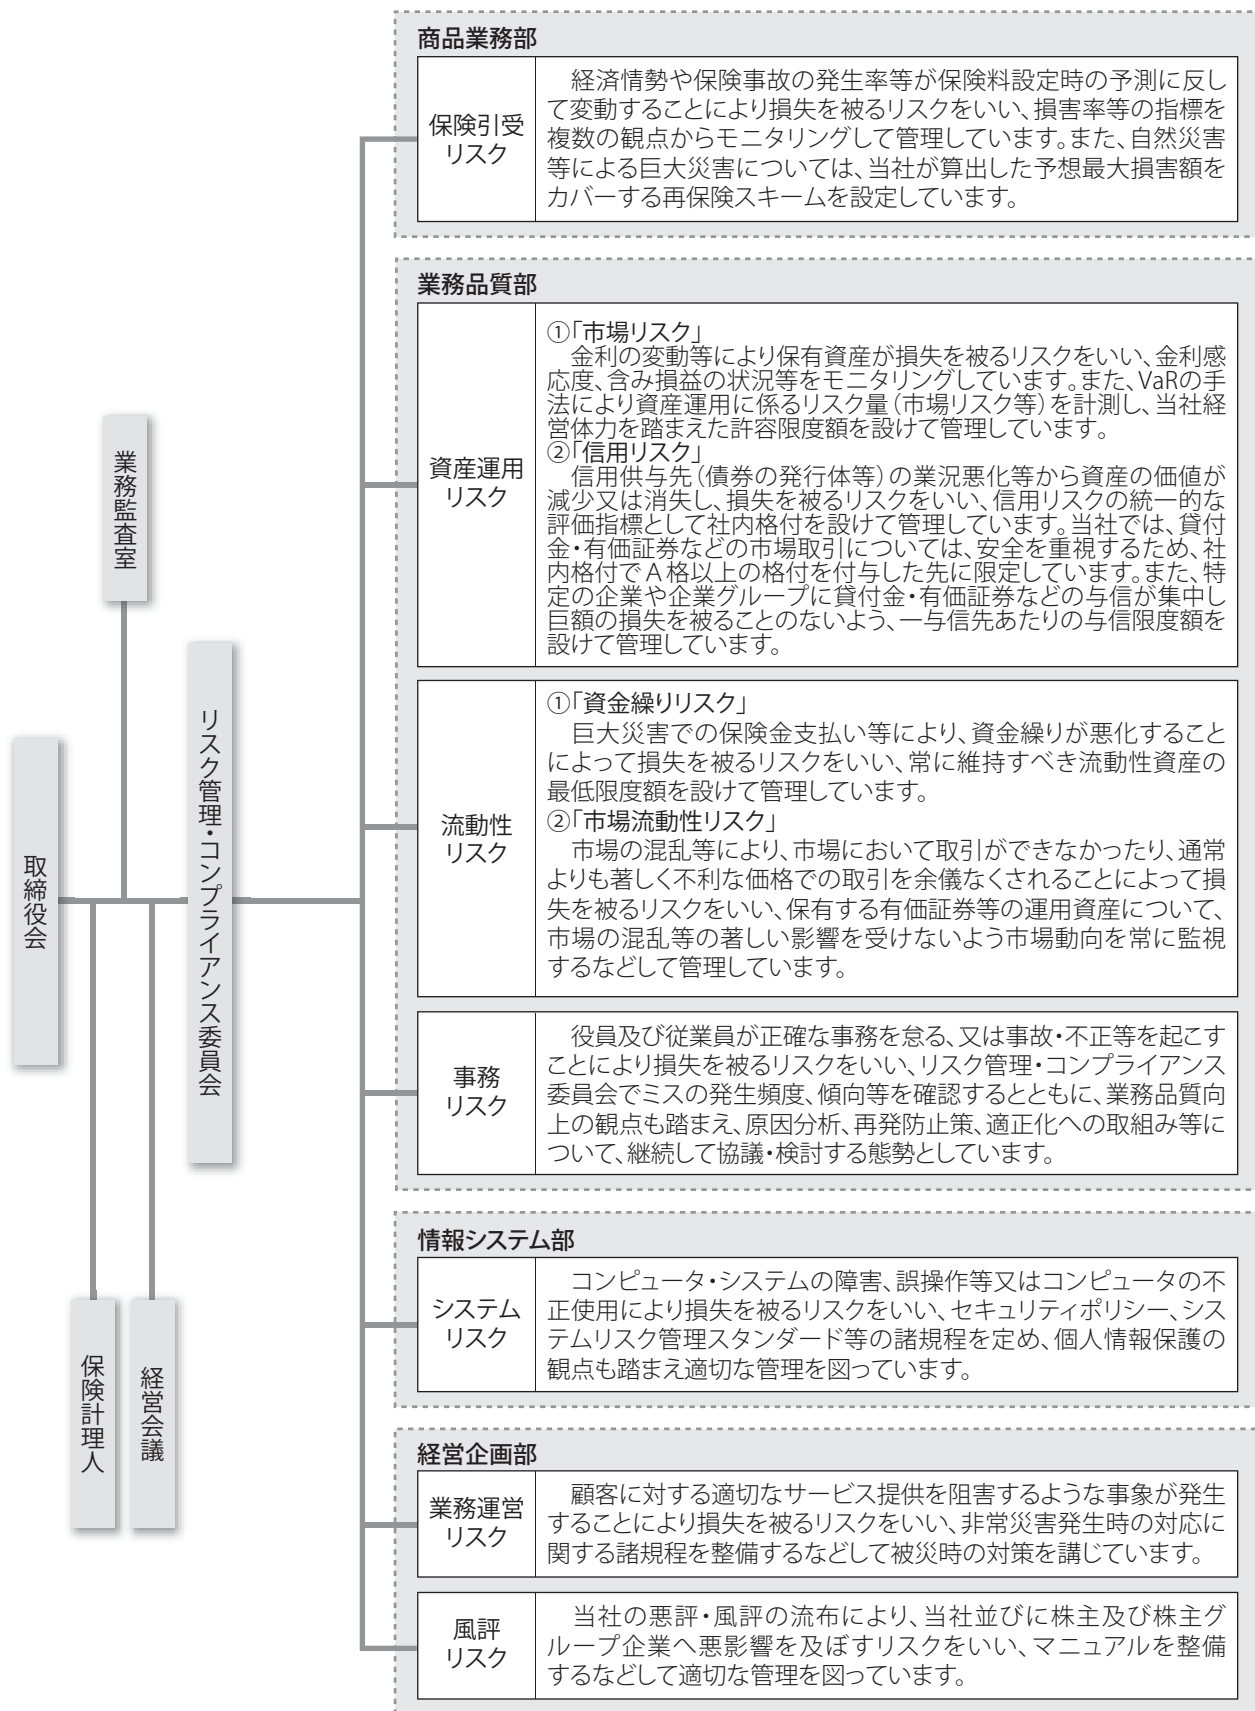 取締役会
業務監査室
保険計理人
経営会議
リスク管理・コンプライアンス委員会
商品業務部
保険引受
リスク
経済情勢や保険事故の発生率等が保険料設定時の予測に反し
て変動することにより損失を被るリスクをいい、損害率等の指標を
複数の観点からモニタリングして管理しています。また、自然災害
等による巨大災害については、当社が算出した予想最大損害額を
カバーする再保険スキームを設定しています。
業務品質部
資産運用
リスク
①「市場リスク」
金利の変動等により保有資産が損失を被るリスクをいい、金利感
応度、含み損益の状況等をモニタリングしています。また、VaRの手
法により資産運用に係るリスク量（市場リスク等）を計測し、当社経
営体力を踏まえた許容限度額を設けて管理しています。
②「信用リスク」
信用供与先（債券の発行体等）の業況悪化等から資産の価値が
減少又は消失し、損失を被るリスクをいい、信用リスクの統一的な
評価指標として社内格付を設けて管理しています。当社では、貸付
金・有価証券などの市場取引については、安全を重視するため、社
内格付でＡ格以上の格付を付与した先に限定しています。また、特
定の企業や企業グループに貸付金・有価証券などの与信が集中し
巨額の損失を被ることのないよう、一与信先あたりの与信限度額を
設けて管理しています。
流動性
リスク
①「資金繰りリスク」
巨大災害での保険金支払い等により、資金繰りが悪化すること
によって損失を被るリスクをいい、常に維持すべき流動性資産の
最低限度額を設けて管理しています。
②「市場流動性リスク」
市場の混乱等により、市場において取引ができなかったり、通常
よりも著しく不利な価格での取引を余儀なくされることによって損
失を被るリスクをいい、保有する有価証券等の運用資産について、
市場の混乱等の著しい影響を受けないよう市場動向を常に監視
するなどして管理しています。
事務
リスク
役員及び従業員が正確な事務を怠る、又は事故・不正等を起こす
ことにより損失を被るリスクをいい、リスク管理・コンプライアンス
委員会でミスの発生頻度、傾向等を確認するとともに、業務品質向
上の観点も踏まえ、原因分析、再発防止策、適正化への取組み等に
ついて、継続して協議・検討する態勢としています。
情報システム部
システム
リスク
コンピュータ・システムの障害、誤操作等又はコンピュータの不
正使用により損失を被るリスクをいい、セキュリティポリシー、シス
テムリスク管理スタンダード等の諸規程を定め、個人情報保護の
観点も踏まえ適切な管理を図っています。
経営企画部
業務運営
リスク
顧客に対する適切なサービス提供を阻害するような事象が発生
することにより損失を被るリスクをいい、非常災害発生時の対応に
関する諸規程を整備するなどして被災時の対策を講じています。
風評
リスク
当社の悪評・風評の流布により、当社並びに株主及び株主グ
ループ企業へ悪影響を及ぼすリスクをいい、マニュアルを整備
するなどして適切な管理を図っています。